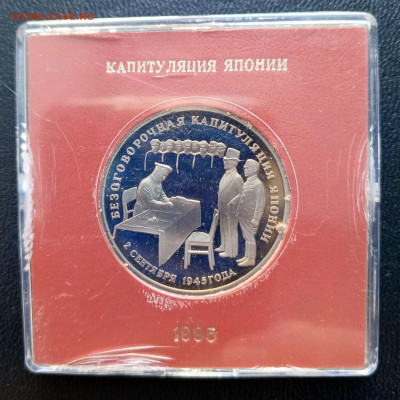 КАПИТУЛЯЦИЯ ЯПОНИИ
БЕЗОГОВОРОЧНАЯ КАПИТУЛЯЦИЯ ЯПОНИИ
2 СЕНТЯБРЯ 1945 ГОДА
1995